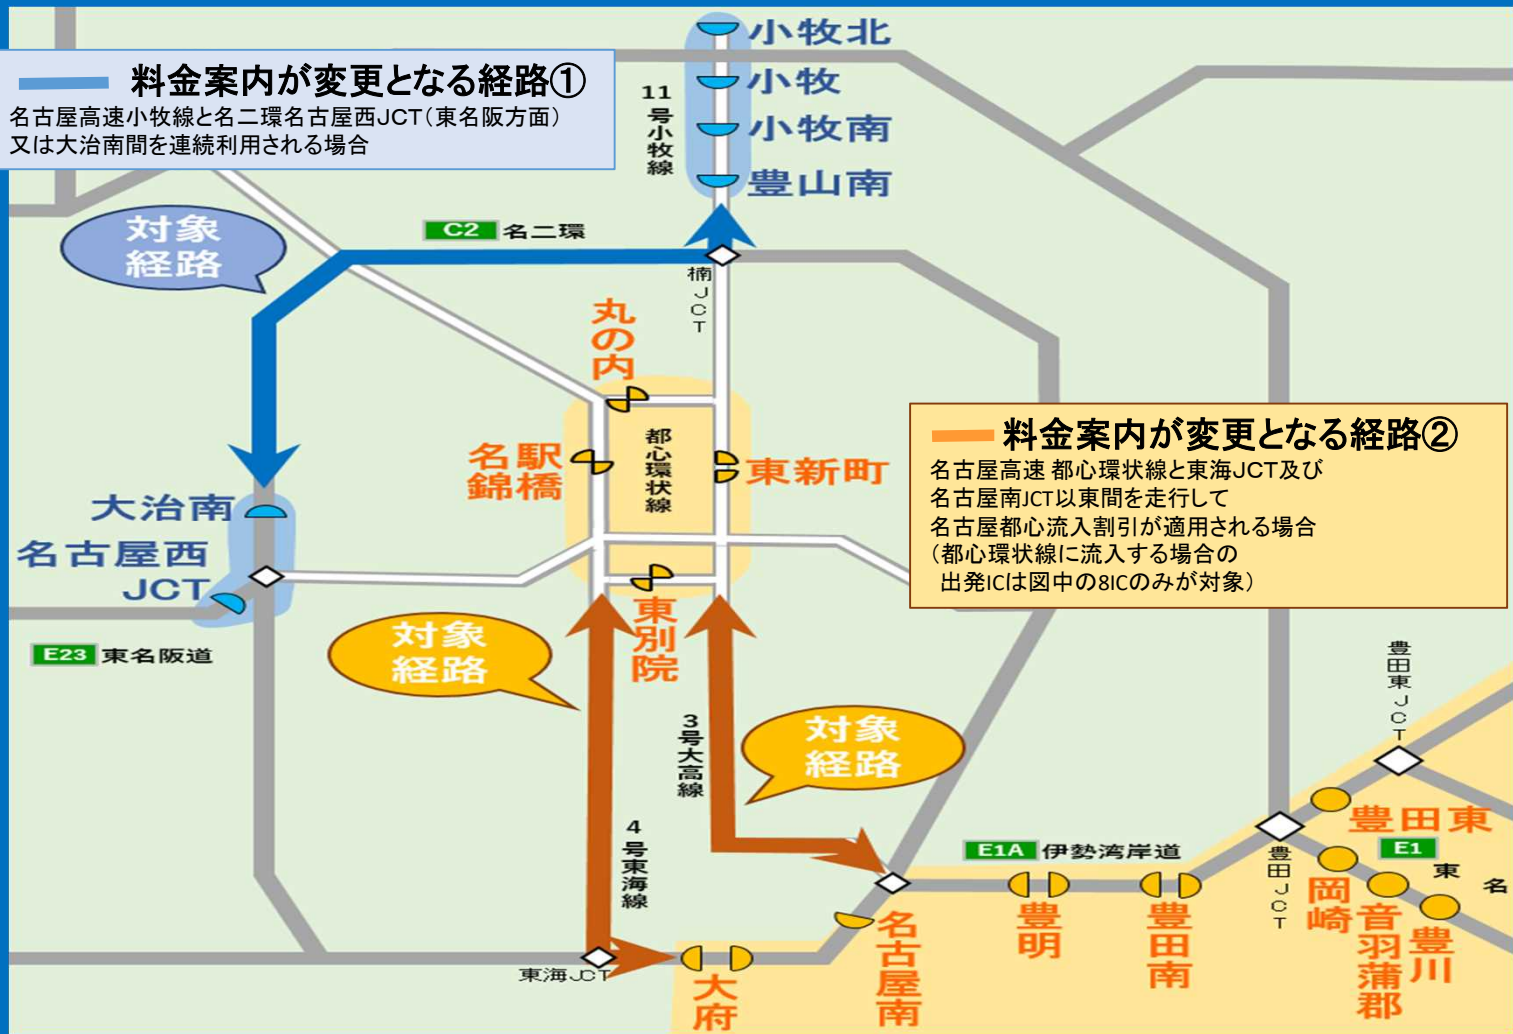 小牧北
料金案内が変更となる経路①
名古屋高速小牧線と名二環名古屋西JCT(東名阪方面)
又は大治南間を連続利用される場合
小牧
11号小牧線
小牧南
豊山南
対象
経路
C2 名二環
楠JCT
丸の内
都心環状線
名駅
錦橋
東新町
料金案内が変更となる経路②
名古屋高速 都心環状線と東海JCT及び
名古屋南JCT以東間を走行して
名古屋都心流入割引が適用される場合
(都心環状線に流入する場合の
出発ICは図中の8ICのみが対象)
大治南
名古屋西
JCT
E23 東名阪道
対象
経路
東別院
豊田東JCT
3号大高線
対象
経路
4号東海線
E1A 伊勢湾岸道
豊田東
E1 東名
豊田JCT
岡崎
音羽蒲郡
豊川
豊明
豊田南
名古屋南
東海JCT
大府